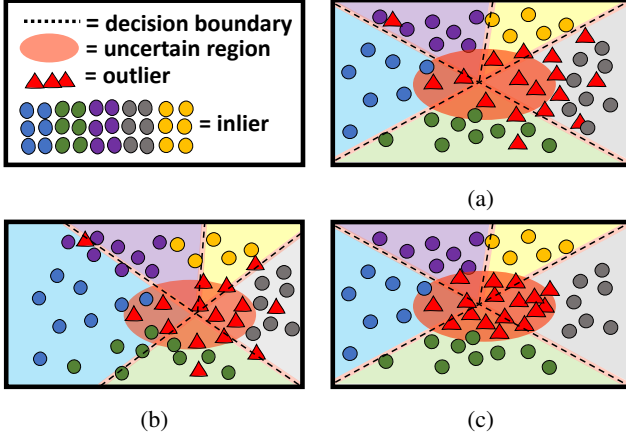 = decision boundary
= uncertain region
= outlier
= inlier
(a)
(b)
(c)